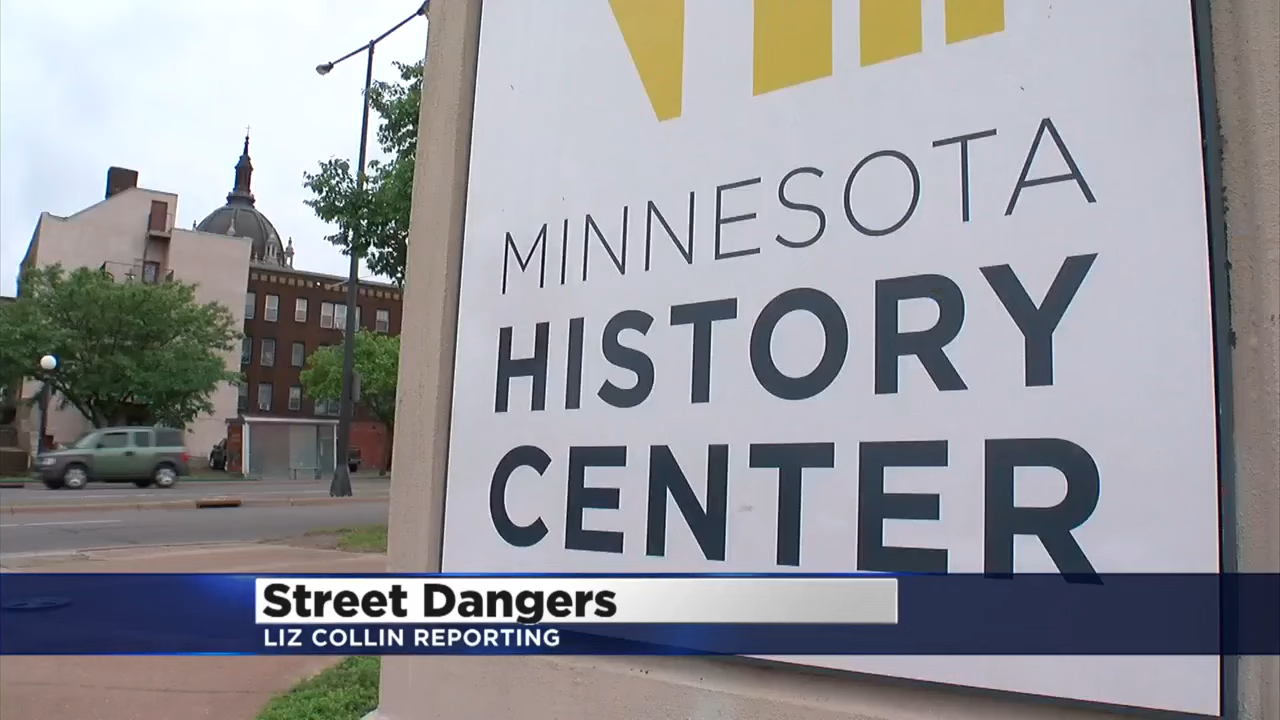 MINNESOTA
HISTORY
CENTER
Street Dangers
LIZ COLLIN REPORTING